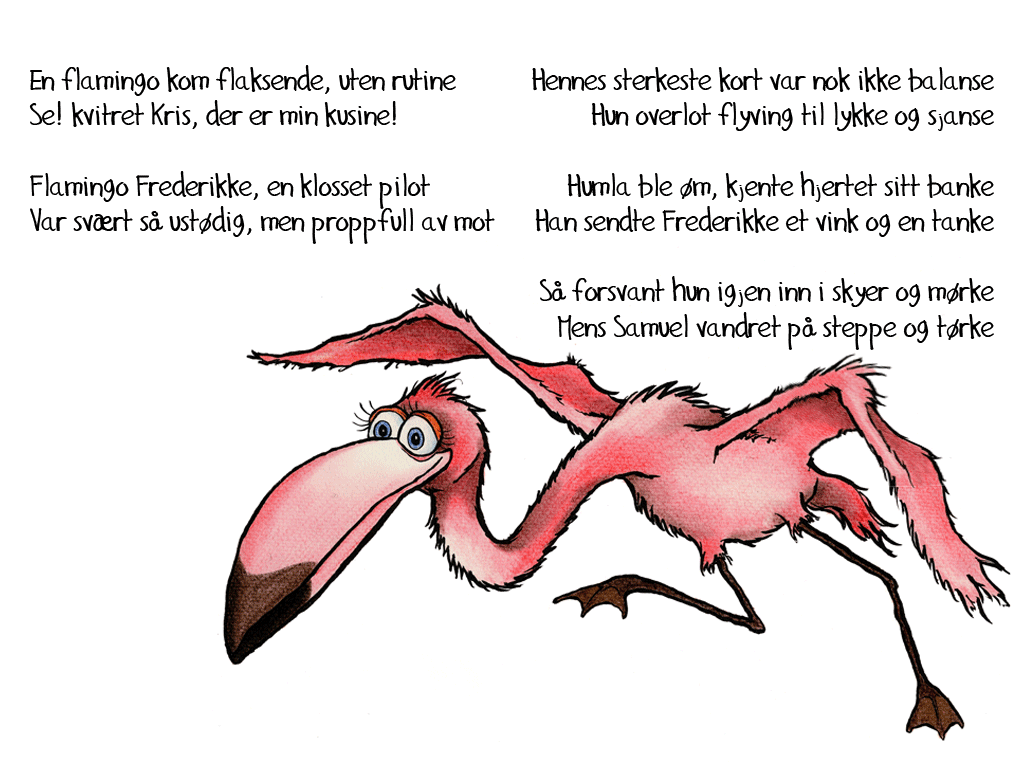 En flamingo kom flaksende, uten rutine
Se! kvitret Kris, der er min kusine!
Flamingo Frederikke, en klosset pilot
Var svært så ustødig, men proppfull av mot
Hennes sterkeste kort var nok ikke balanse
Hun overlot flyving til lykke og sjanse
Humla ble øm, kjente hjertet sitt banke
Han sendte Frederikke et vink og en tanke
Så forsvant hun igjen inn i skyer og mørke
Mens Samuel vandret på steppe og tørke